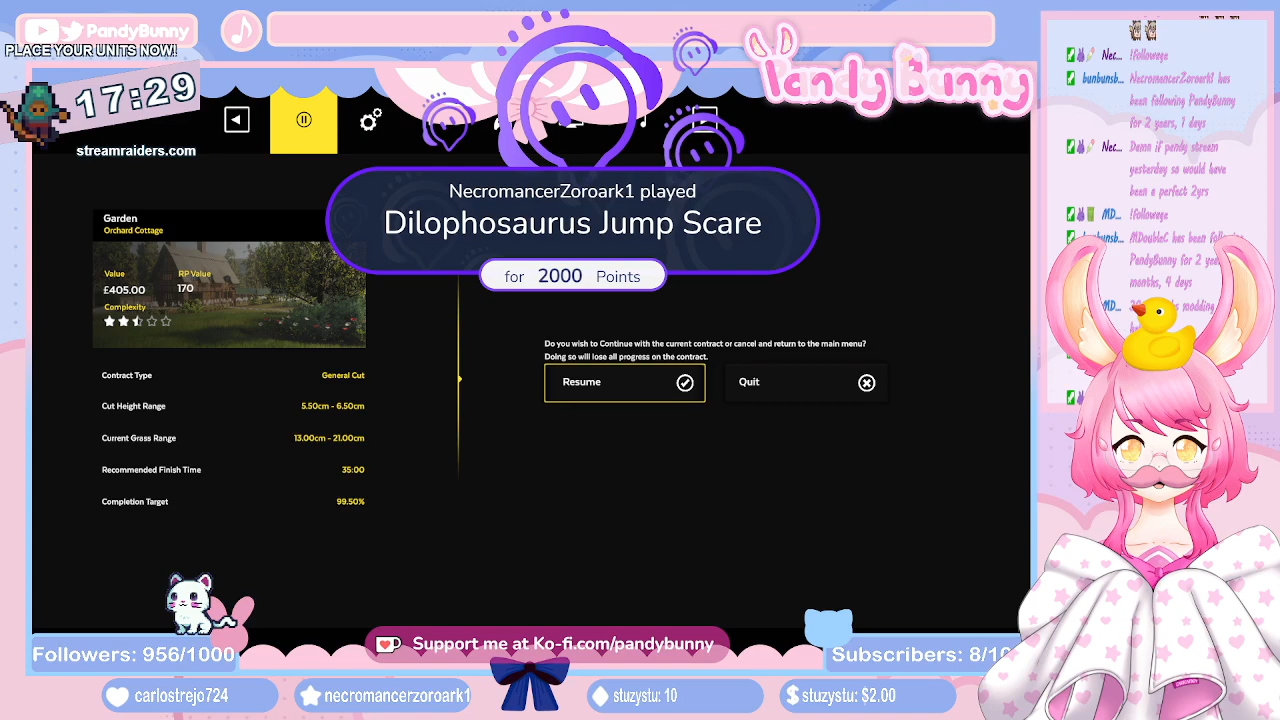 PandyBunny
PLACE YOUR UNITS NOW!
17:29
streamraiders.com
Pandy Bunny
NecromancerZoroark1 played
Dilophosaurus Jump Scare
for 2000 Points
Garden
Orchard Cottage
Value
RP Value
£405.00
170
Complexity
Contract Type
General Cut
Cut Height Range
5.50cm - 6.50cm
Current Grass Range
13.00cm - 21.00cm
Recommended Finish Time
35:00
Completion Target
99.50%
Do you wish to Continue with the current contract or cancel and return to the main menu?
Doing so will lose all progress on the contract.
Resume
Quit
Nec... !followage
bunbunsb... NecromancerZoroark1 has
been following PandyBunny
for 2 years, 1 days
Nec... Damn if pandy stream
yesterday so would have
been a perfect 2yrs
MD... !followage
MDoubleC has been following
PandyBunny for 2
months, 4 days
MD...
modding
Support me at Ko-fi.com/pandybunny
Followers: 956/1000
Subscribers: 8/10
carlostrejo724
necromancerzoroark1
stuzystu: 10
stuzystu: $2.00